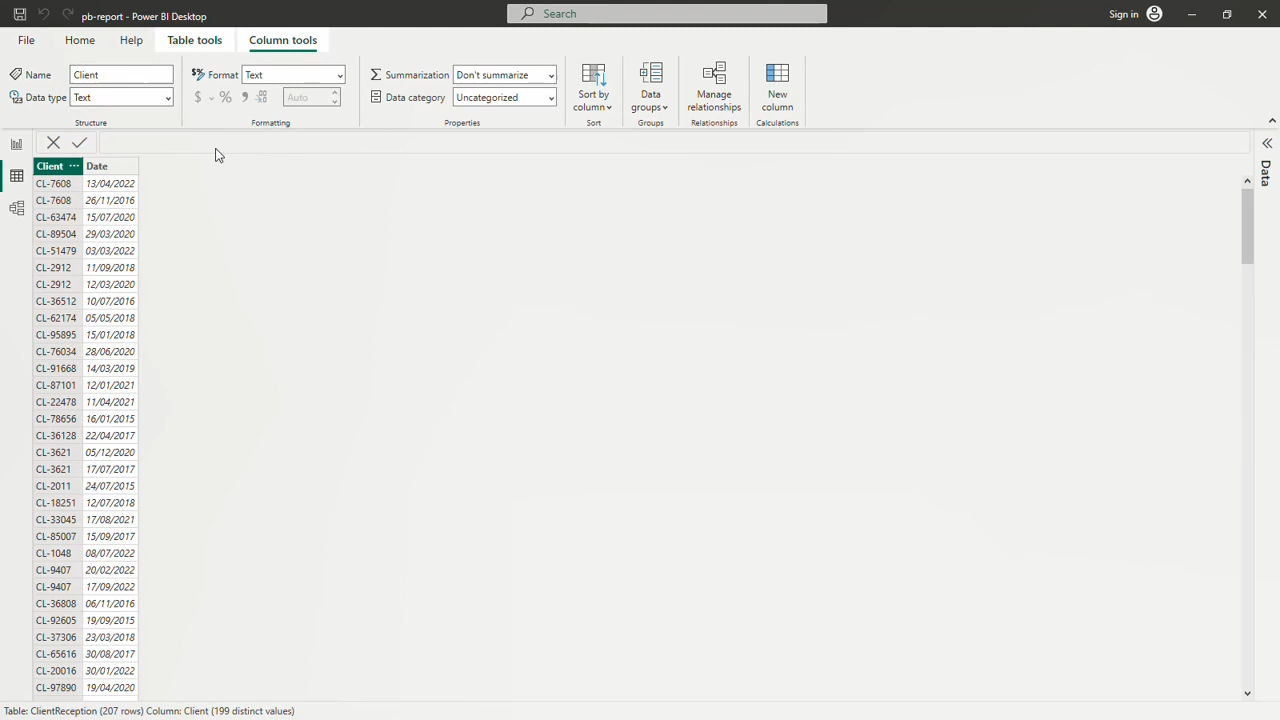 pb-report - Power BI Desktop
Search
Sign in
File Home Help Table tools Column tools
Name Client
Data type Text
Structure
$% Format Text
$ % 9 Auto
Formatting
Summarization Don't summarize
Data category Uncategorized
Properties
Sort by
column
Sort
Data
groups
Groups
Manage
relationships
Relationships
New
column
Calculations
Data
Client ··· Date
CL-7608 13/04/2022
CL-7608 26/11/2016
CL-63474 15/07/2020
CL-89504 29/03/2020
CL-51479 03/03/2022
CL-2912 11/09/2018
CL-2912 12/03/2020
CL-36512 10/07/2016
CL-62174 05/05/2018
CL-95895 15/01/2018
CL-76034 28/06/2020
CL-91668 14/03/2019
CL-87101 12/01/2021
CL-22478 11/04/2021
CL-78656 16/01/2015
CL-36128 22/04/2017
CL-3621 05/12/2020
CL-3621 17/07/2017
CL-2011 24/07/2015
CL-18251 12/07/2018
CL-33045 17/08/2021
CL-85007 15/09/2017
CL-1048 08/07/2022
CL-9407 20/02/2022
CL-9407 17/09/2022
CL-36808 06/11/2016
CL-92605 19/09/2015
CL-37306 23/03/2018
CL-65616 30/08/2017
CL-20016 30/01/2022
CL-97890 19/04/2020
Table: ClientReception (207 rows) Column: Client (199 distinct values)